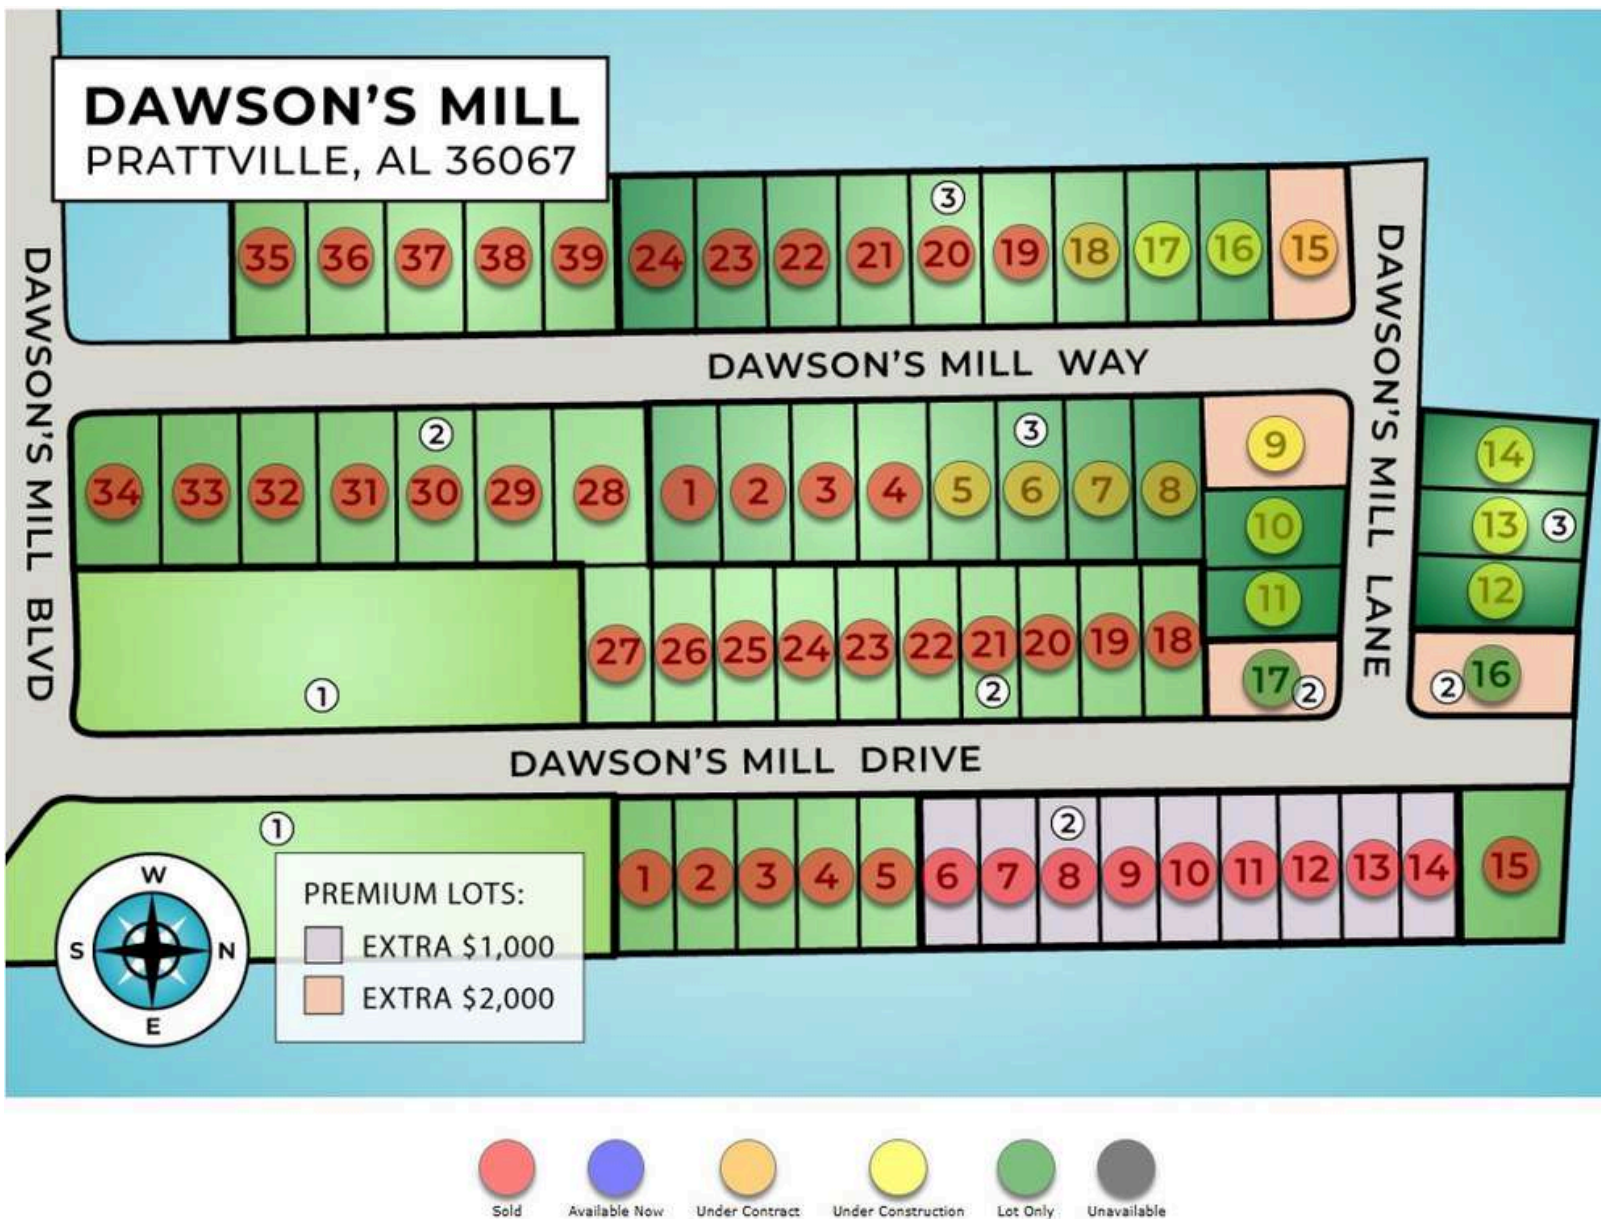 DAWSON'S MILL
PRATTVILLE, AL 36067
3
35 36 37 38 39 24 23 22 21 20 19 18 17 16 15
DAWSON'S MILL BLVD
DAWSON'S MILL WAY
DAWSON'S MILL LANE
2 3
34 33 32 31 30 29 28 1 2 3 4 5 6 7 8
9
10
11
14
13 3
12
1
27 26 25 24 23 22 21 20 19 18
2
17 2
2 16
DAWSON'S MILL DRIVE
1
2
1 2 3 4 5 6 7 8 9 10 11 12 13 14 15
W
S N
E
PREMIUM LOTS:
EXTRA $1,000
EXTRA $2,000
Sold Available Now Under Contract Under Construction Lot Only Unavailable